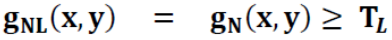 g_NL(x,y) = g_N(x,y) ≥ T_L